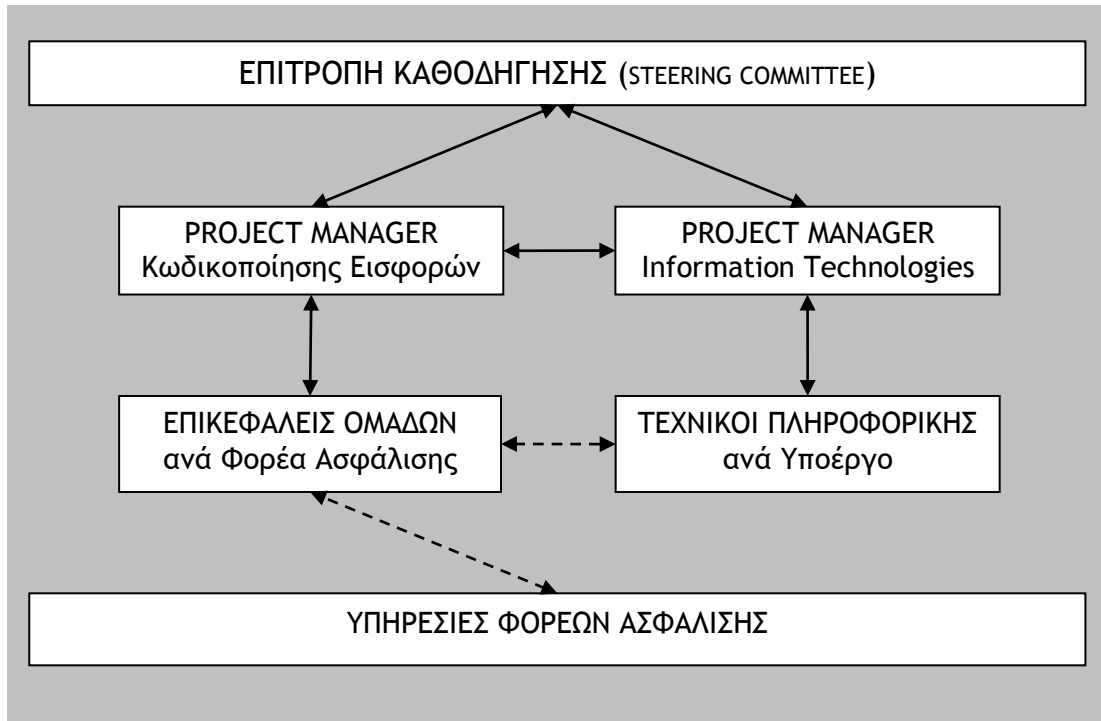 ΕΠΙΤΡΟΠΗ ΚΑΘΟΔΗΓΗΣΗΣ (STEERING COMMITTEE)
PROJECT MANAGER
Κωδικοποίησης Εισφορών
PROJECT MANAGER
Information Technologies
ΕΠΙΚΕΦΑΛΕΙΣ ΟΜΑΔΩΝ
ανά Φορέα Ασφάλισης
ΤΕΧΝΙΚΟΙ ΠΛΗΡΟΦΟΡΙΚΗΣ
ανά Υποέργο
ΥΠΗΡΕΣΙΕΣ ΦΟΡΕΩΝ ΑΣΦΑΛΙΣΗΣ